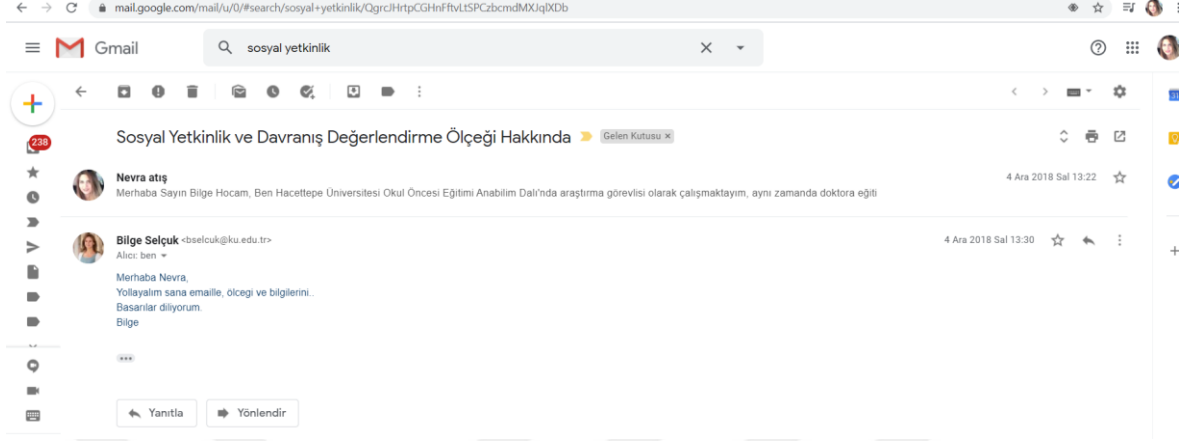 mail.google.com/mail/u/0/#search/sosyal+yetkinlik/QgrcJHrtpCGHnFftvLtSPCzbcmdMXJqlXDb
Gmail
sosyal yetkinlik
Sosyal Yetkinlik ve Davranış Değerlendirme Ölçeği Hakkında Gelen Kutusu ×
238
Nevra atış 4 Ara 2018 Sal 13:22
Merhaba Sayın Bilge Hocam, Ben Hacettepe Üniversitesi Okul Öncesi Eğitimi Anabilim Dalı'nda araştırma görevlisi olarak çalışmaktayım, aynı zamanda doktora eğiti
Bilge Selçuk <bselcuk@ku.edu.tr> 4 Ara 2018 Sal 13:30
Alıcı: ben
Merhaba Nevra,
Yollayalım sana emaille, ölcegi ve bilgilerini..
Basarılar diliyorum.
Bilge
Yanıtla Yönlendir